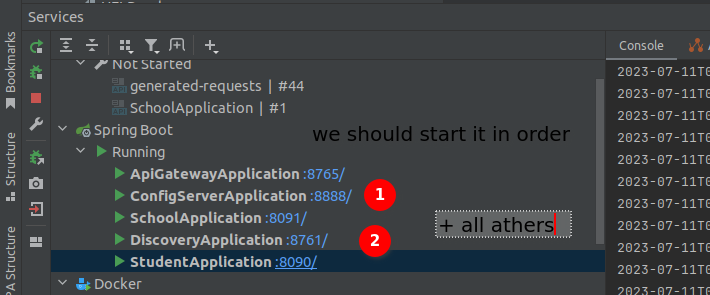 Services
Bookmarks
Structure
PA Structure
Not Started
generated-requests | #44
SchoolApplication | #1
Spring Boot
we should start it in order
Running
ApiGatewayApplication :8765/
ConfigServerApplication :8888/
1
SchoolApplication :8091/
+ all athers
DiscoveryApplication :8761/
2
StudentApplication :8090/
Docker
Console
2023-07-11T0
2023-07-11T0
2023-07-11T0
2023-07-11T0
2023-07-11T0
2023-07-11T0
2023-07-11T0
2023-07-11T0
2023-07-11T0
2023-07-11T0
2023-07-11T0